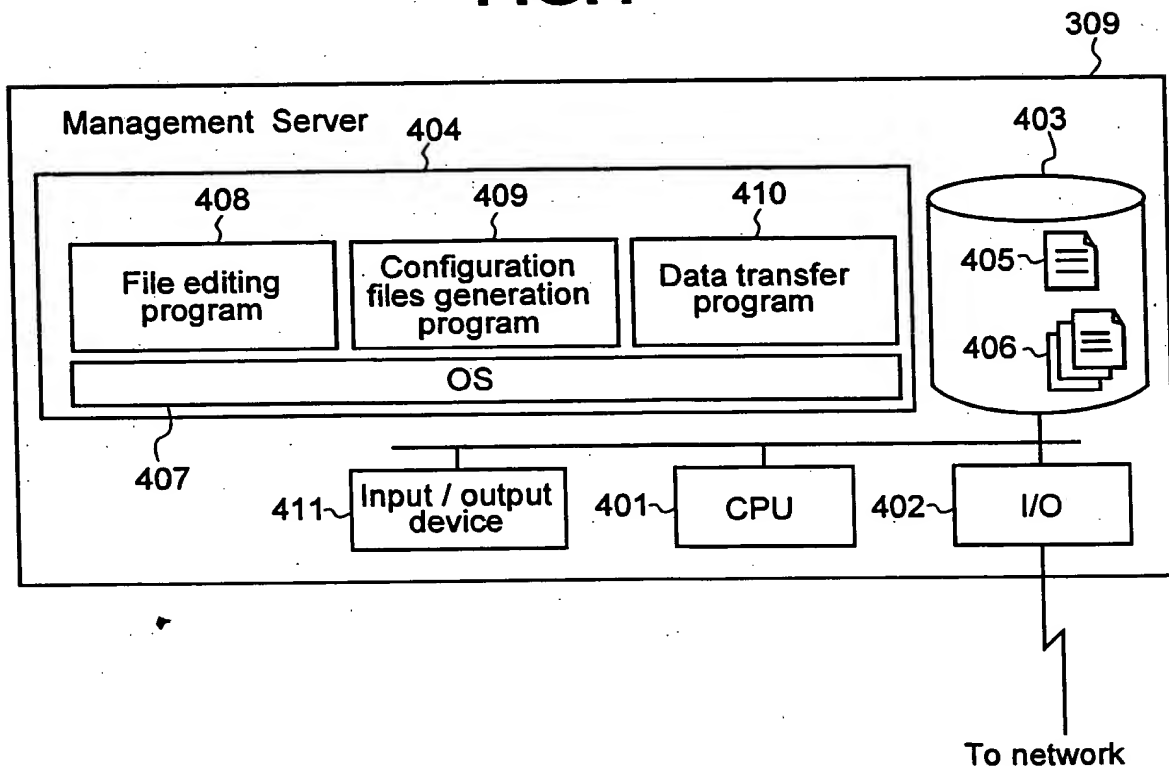 309
Management Server
404
403
408
409
410
File editing
program
Configuration
files generation
program
Data transfer
program
405
406
OS
407
411
Input / output
device
401
CPU
402
I/O
To network